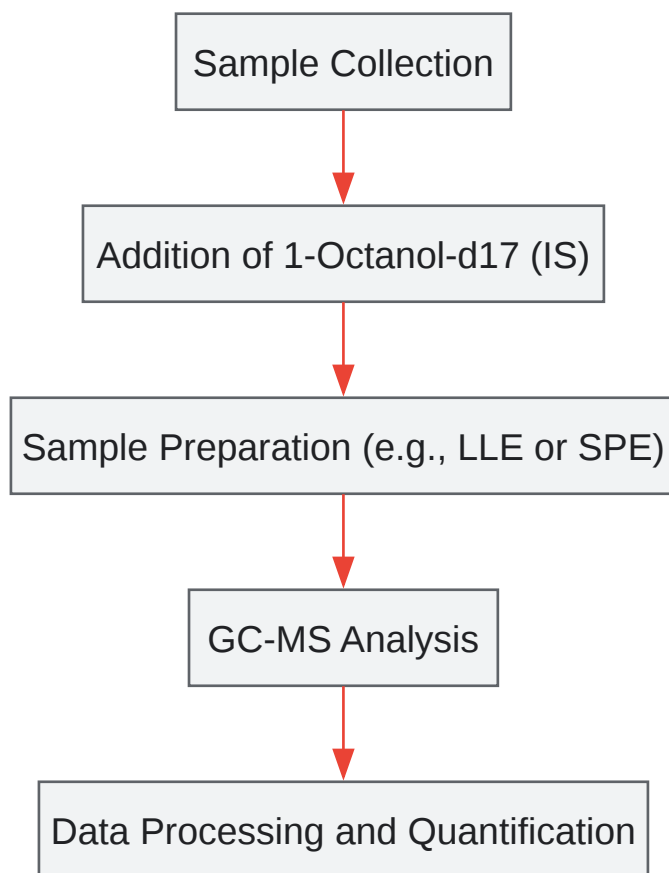 Sample Collection
Addition of 1-Octanol-d17 (IS)
Sample Preparation (e.g., LLE or SPE)
GC-MS Analysis
Data Processing and Quantification